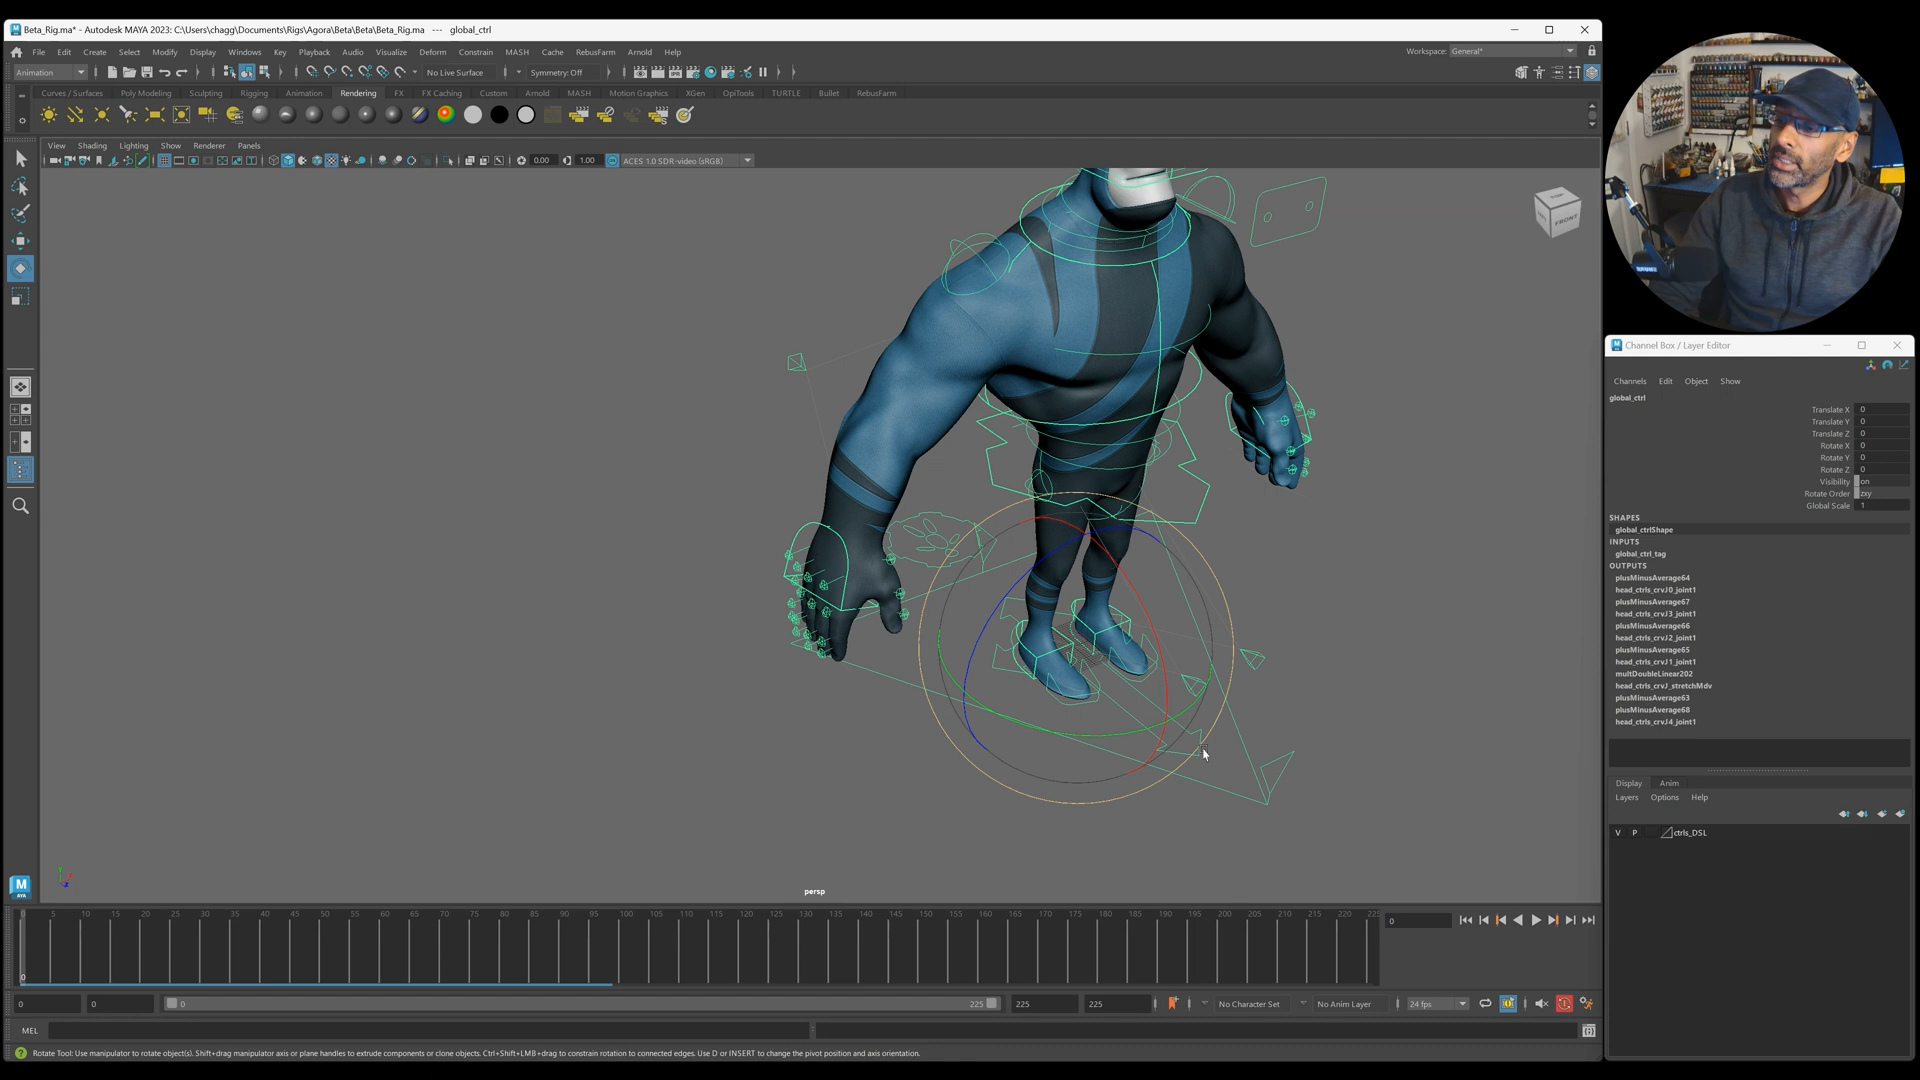 Beta_Rig.ma* - Autodesk MAYA 2023: C:\Users\chagg\Documents\Rigs\Agora\Beta\Beta\Beta_Rig.ma --- global_ctrl
File Edit Create Select Modify Display Windows Key Playback Audio Visualize Deform Constrain MASH Cache RebusFarm Arnold Help
Workspace: General*
Animation No Live Surface Symmetry: Off
Curves / Surfaces Poly Modeling Sculpting Rigging Animation Rendering FX FX Caching Custom Arnold MASH Motion Graphics XGen OpiTools TURTLE Bullet RebusFarm
View Shading Lighting Show Renderer Panels
0.00 1.00 ACES 1.0 SDR-video (sRGB)
FRONT
persp
0 5 10 15 20 25 30 35 40 45 50 55 60 65 70 75 80 85 90 95 100 105 110 115 120 125 130 135 140 145 150 155 160 165 170 175 180 185 190 195 200 205 210 215 220 225
0
0
0 0 0 225 225 225 No Character Set No Anim Layer 24 fps
MEL
Rotate Tool: Use manipulator to rotate object(s). Shift+drag manipulator axis or plane handles to extrude components or clone objects. Ctrl+Shift+LMB+drag to constrain rotation to connected edges. Use D or INSERT to change the pivot position and axis orientation.
Channel Box / Layer Editor
Channels Edit Object Show
global_ctrl
Translate X 0
Translate Y 0
Translate Z 0
Rotate X 0
Rotate Y 0
Rotate Z 0
Visibility on
Rotate Order zxy
Global Scale 1
SHAPES
global_ctrlShape
INPUTS
global_ctrl_tag
OUTPUTS
plusMinusAverage64
head_ctrls_crvJ0_joint1
plusMinusAverage67
head_ctrls_crvJ3_joint1
plusMinusAverage66
head_ctrls_crvJ2_joint1
plusMinusAverage65
head_ctrls_crvJ1_joint1
multDoubleLinear202
head_ctrls_crvJ_stretchMdv
plusMinusAverage63
plusMinusAverage68
head_ctrls_crvJ4_joint1
Display Anim
Layers Options Help
V P ctrls_DSL